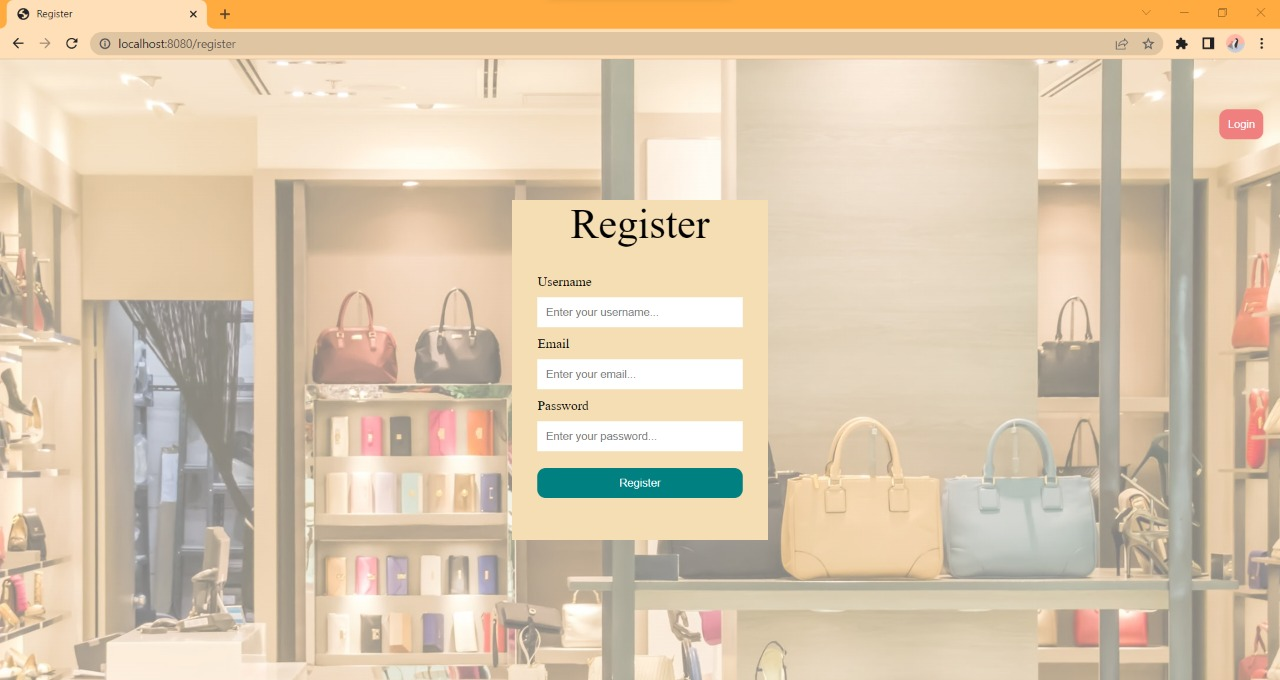 Register
localhost:8080/register
Login
Register
Username
Enter your username...
Email
Enter your email...
Password
Enter your password...
Register